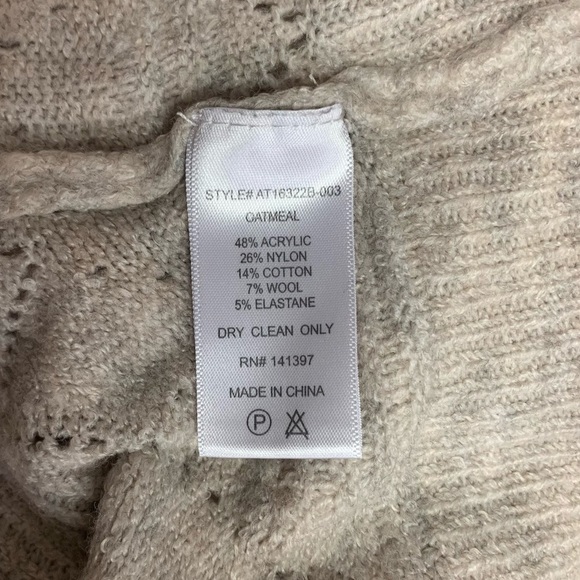 STYLE# AT16322B-003
OATMEAL
48% ACRYLIC
26% NYLON
14% COTTON
7% WOOL
5% ELASTANE
DRY CLEAN ONLY
RN# 141397
MADE IN CHINA
P